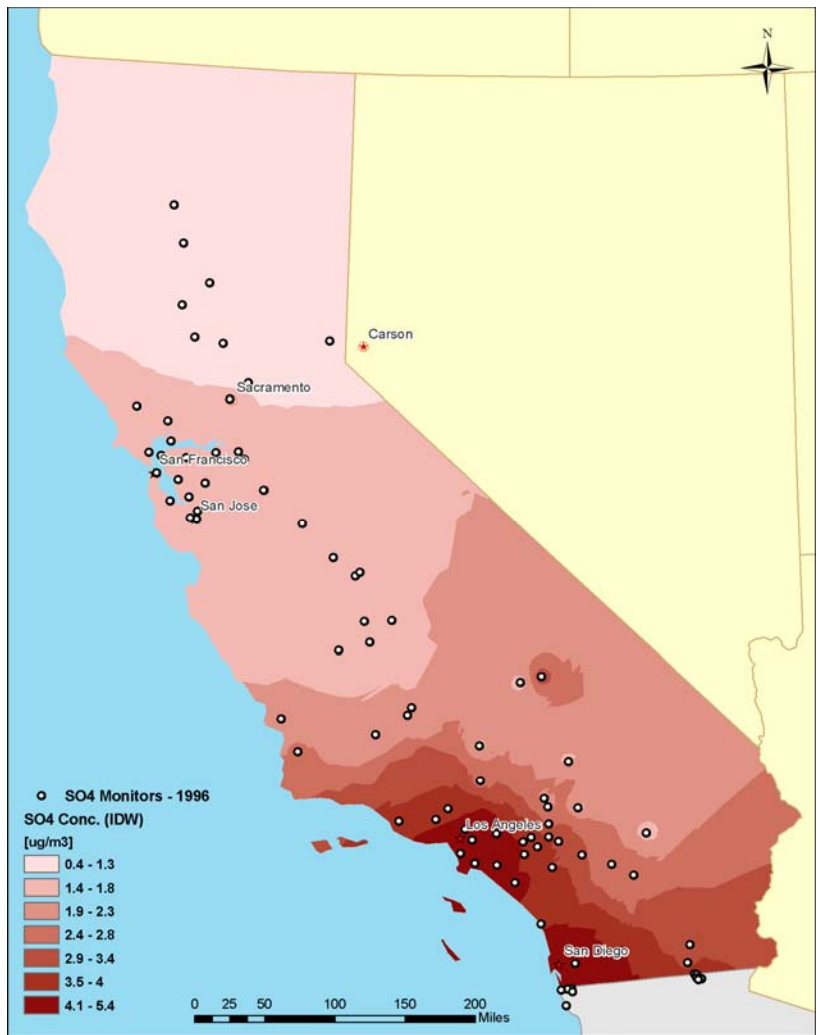 N
Carson
Sacramento
San Francisco
San Jose
Los Angeles
San Diego
SO4 Monitors - 1996
SO4 Conc. (IDW)
[ug/m3]
0.4 - 1.3
1.4 - 1.8
1.9 - 2.3
2.4 - 2.8
2.9 - 3.4
3.5 - 4
4.1 - 5.4
0 25 50 100 150 200
Miles